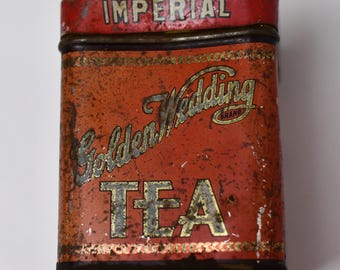 IMPERIAL
Golden Wedding
BRAND
TEA